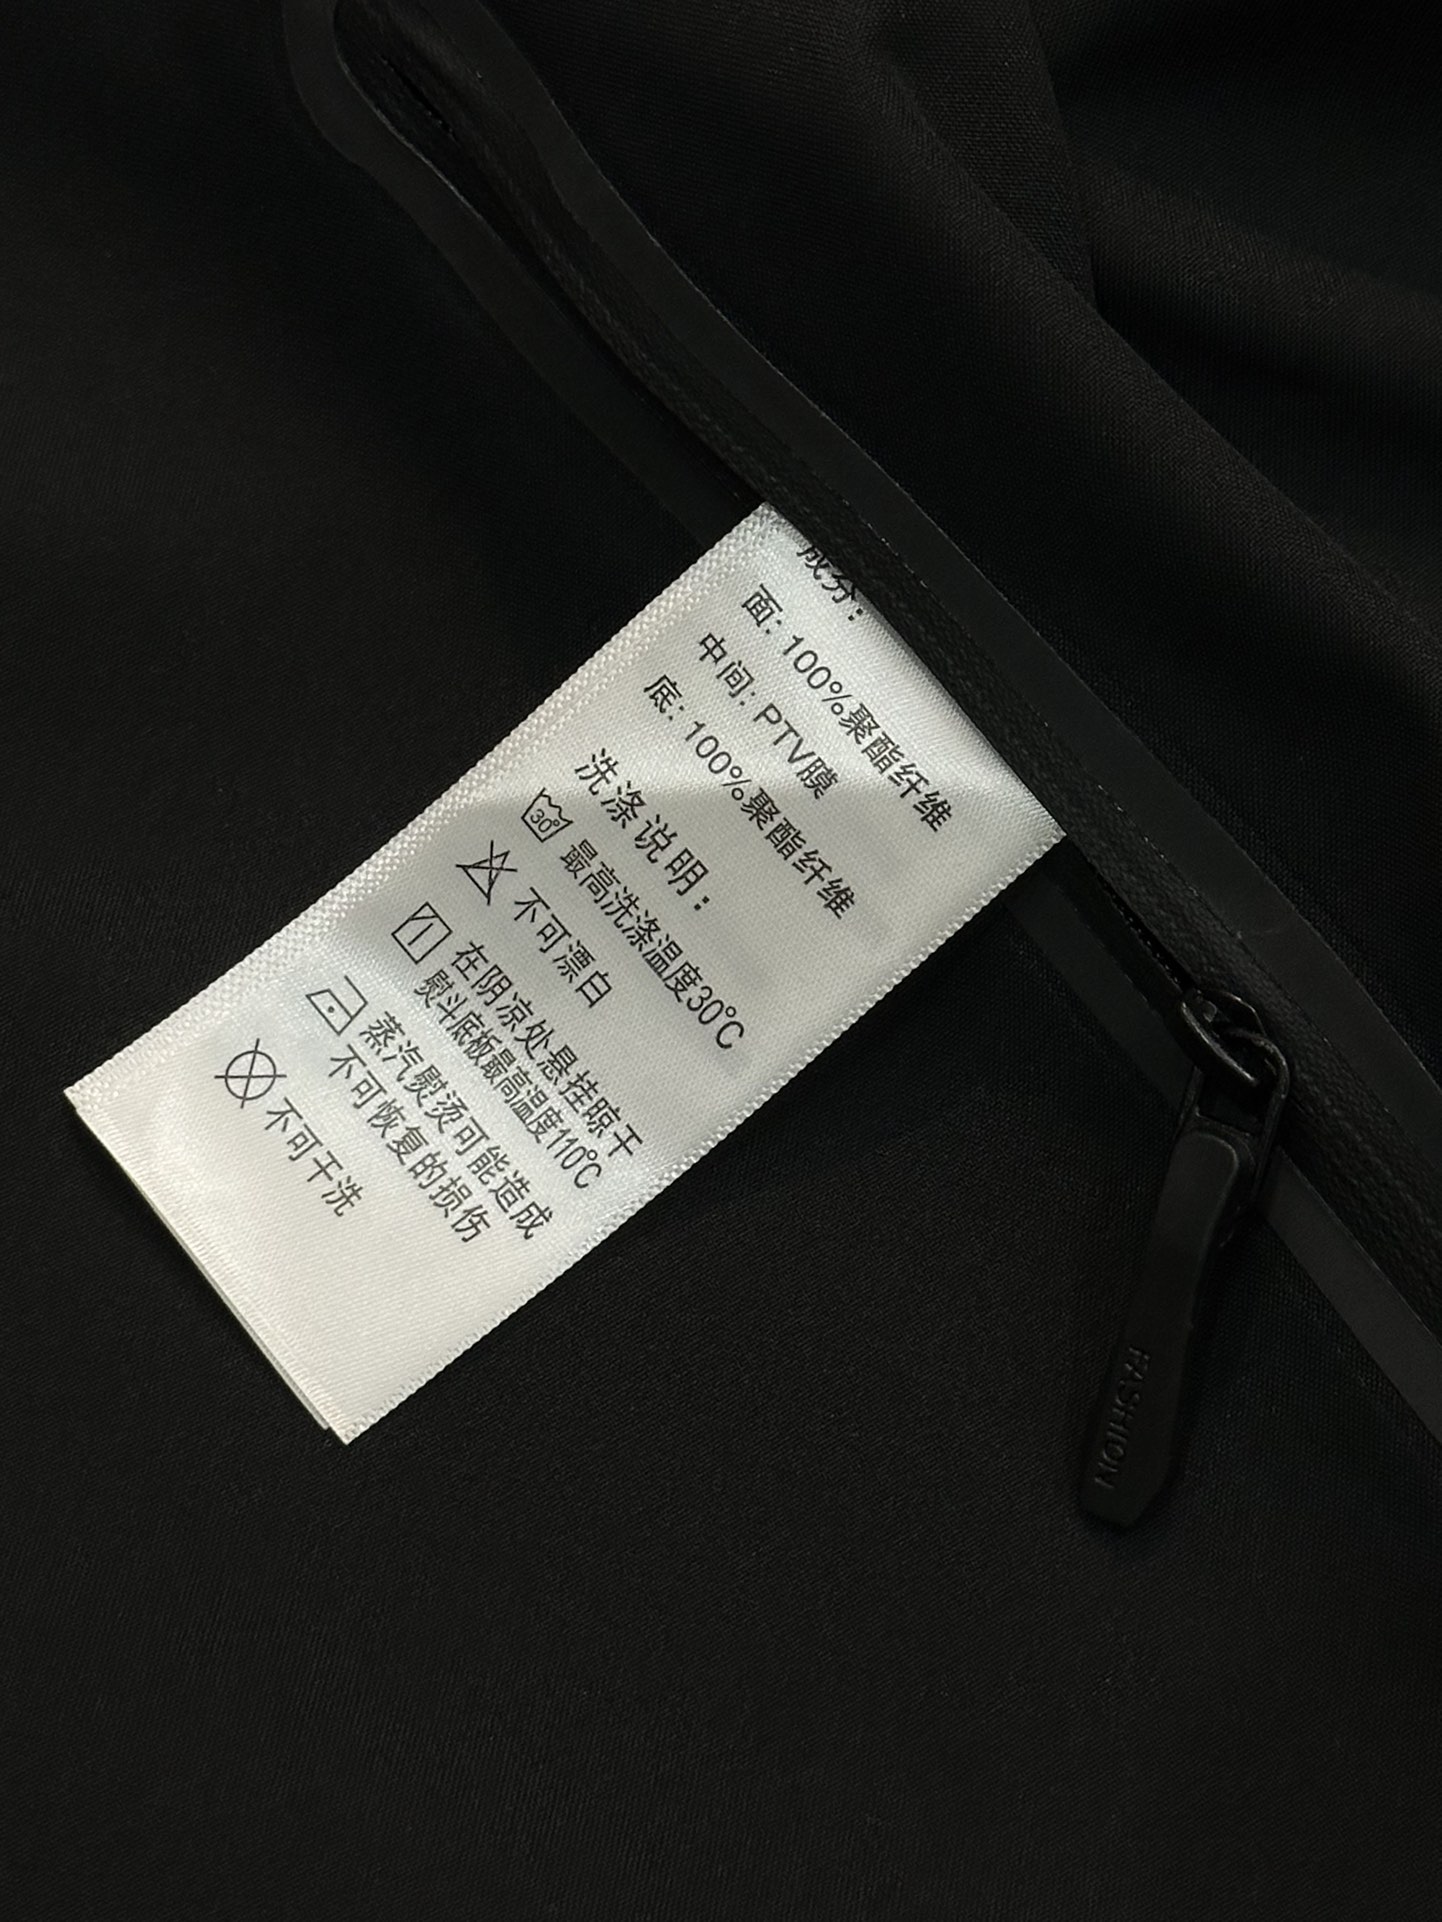 成分:
面: 100%聚酯纤维
中间: PTV膜
底: 100%聚酯纤维
洗涤说明:
30° 最高洗涤温度30℃
不可漂白
在阴凉处悬挂晾干
熨斗底板最高温度110℃
蒸汽熨烫可能造成
不可恢复的损伤
不可干洗
FASHION